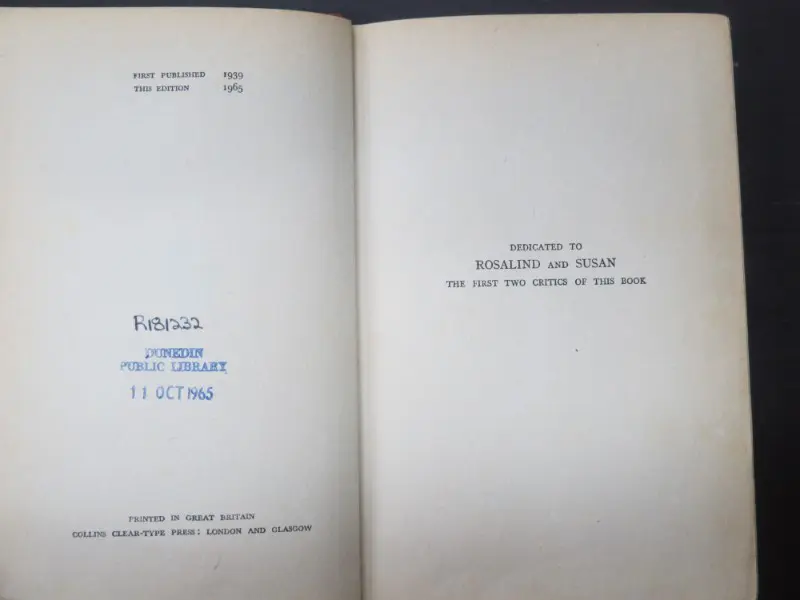 FIRST PUBLISHED 1939
THIS EDITION 1965
R181232
DUNEDIN
PUBLIC LIBRARY
11 OCT 1965
PRINTED IN GREAT BRITAIN
COLLINS CLEAR-TYPE PRESS: LONDON AND GLASGOW
DEDICATED TO
ROSALIND AND SUSAN
THE FIRST TWO CRITICS OF THIS BOOK